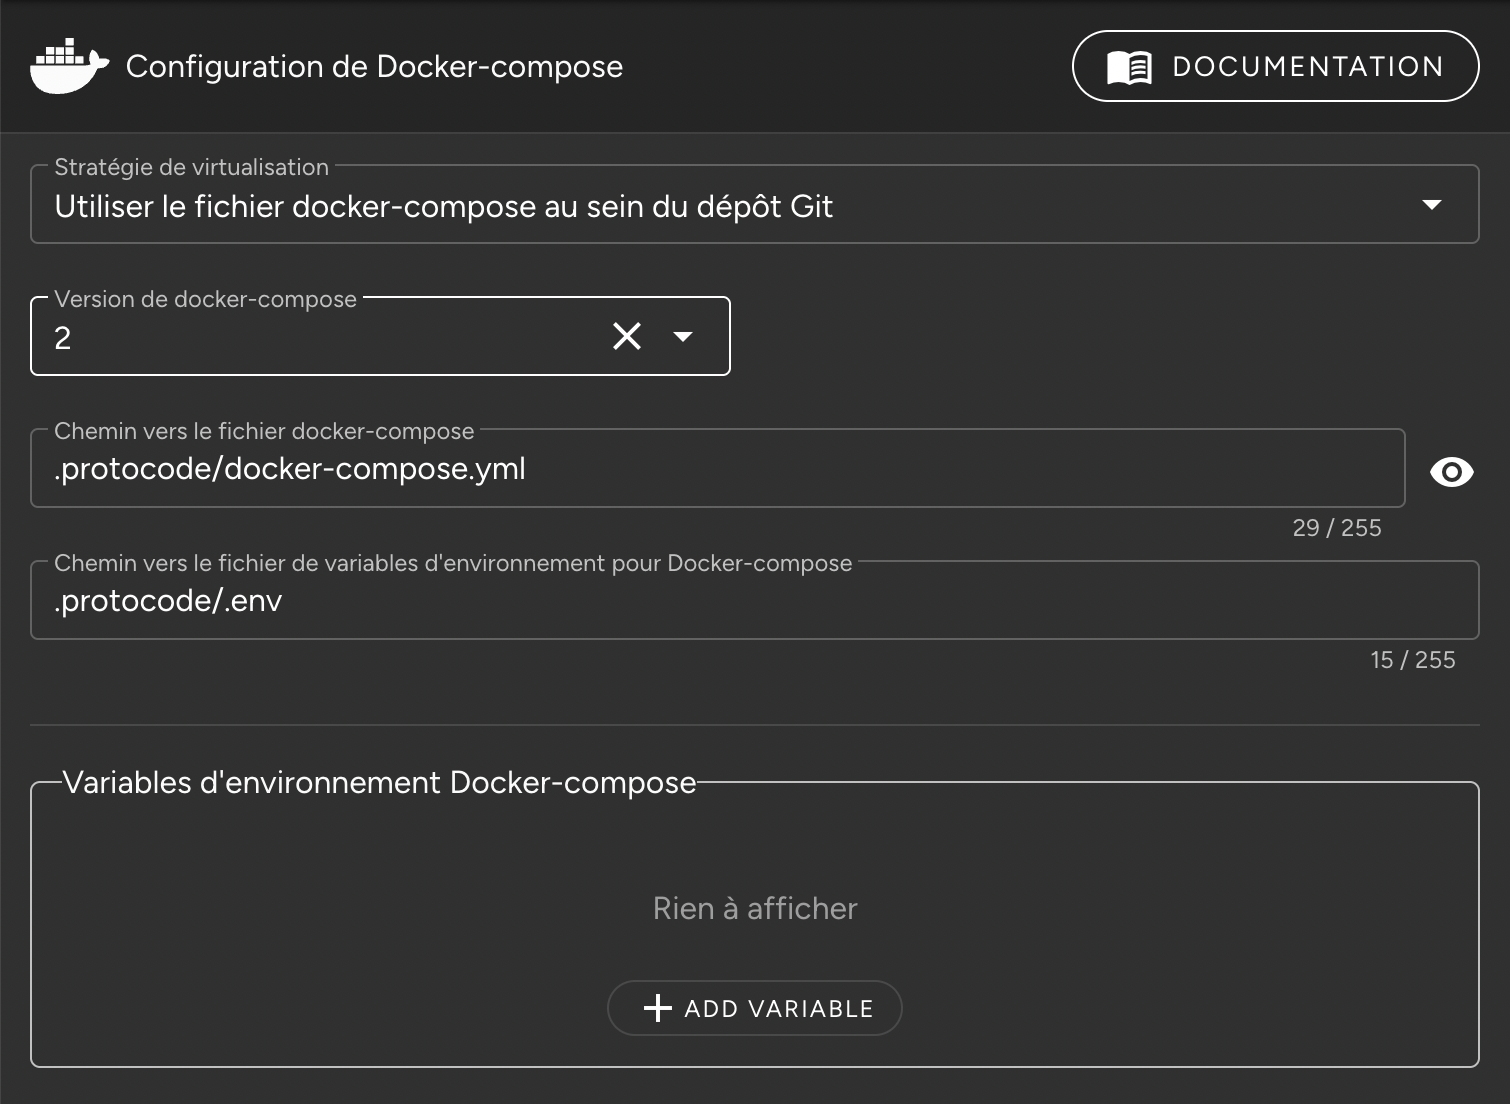 Configuration de Docker-compose
DOCUMENTATION
Stratégie de virtualisation
Utiliser le fichier docker-compose au sein du dépôt Git
Version de docker-compose
2
Chemin vers le fichier docker-compose
.protocode/docker-compose.yml
29 / 255
Chemin vers le fichier de variables d'environnement pour Docker-compose
.protocode/.env
15 / 255
Variables d'environnement Docker-compose
Rien à afficher
ADD VARIABLE